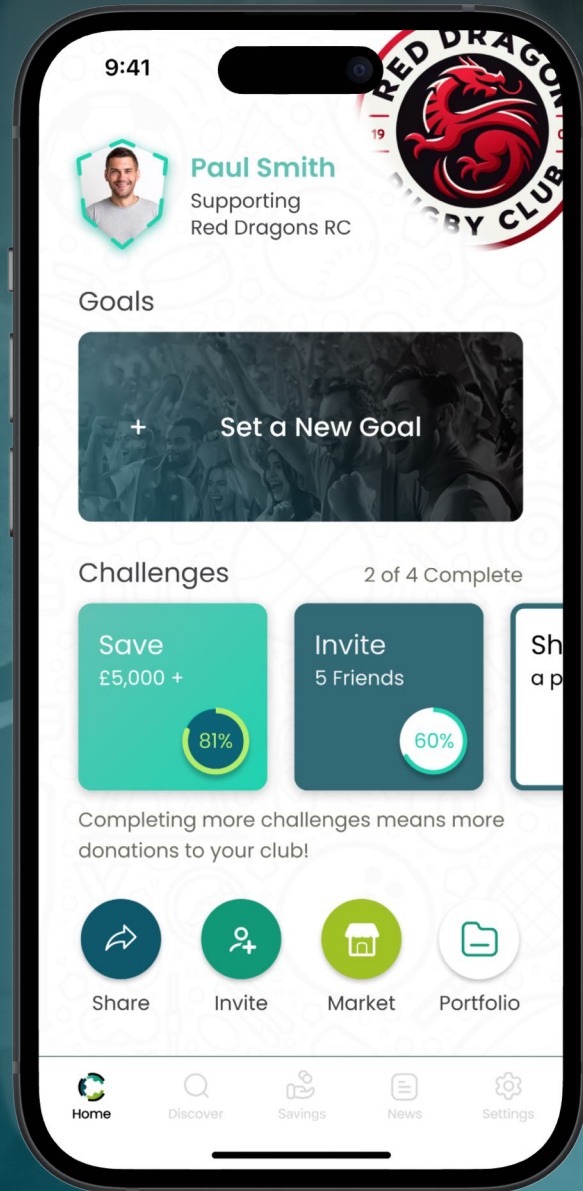 9:41
RED DRAGON
19
RUGBY CLUB
Paul Smith
Supporting
Red Dragons RC
Goals
+ Set a New Goal
Challenges
2 of 4 Complete
Save
£5,000 +
81%
Invite
5 Friends
60%
Sh
a p
Completing more challenges means more
donations to your club!
Share
Invite
Market
Portfolio
Home
Discover
Savings
News
Settings